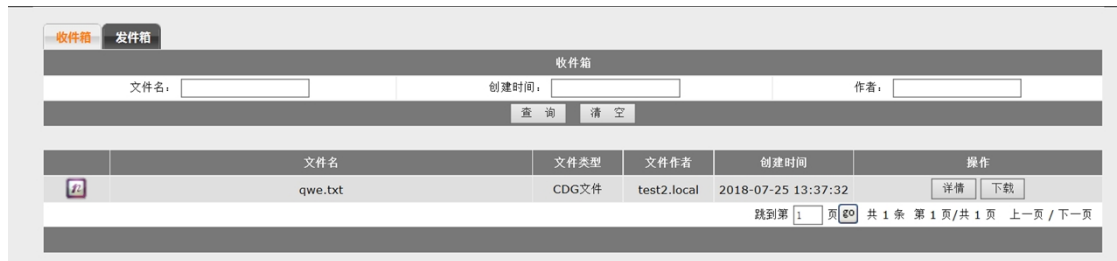 收件箱 发件箱
收件箱
文件名： 创建时间： 作者：
查 询 清 空
文件名 文件类型 文件作者 创建时间 操作
qwe.txt CDG文件 test2.local 2018-07-25 13:37:32 详情 下载
跳到第 1 页 go 共 1 条 第 1 页/共 1 页 上一页 / 下一页